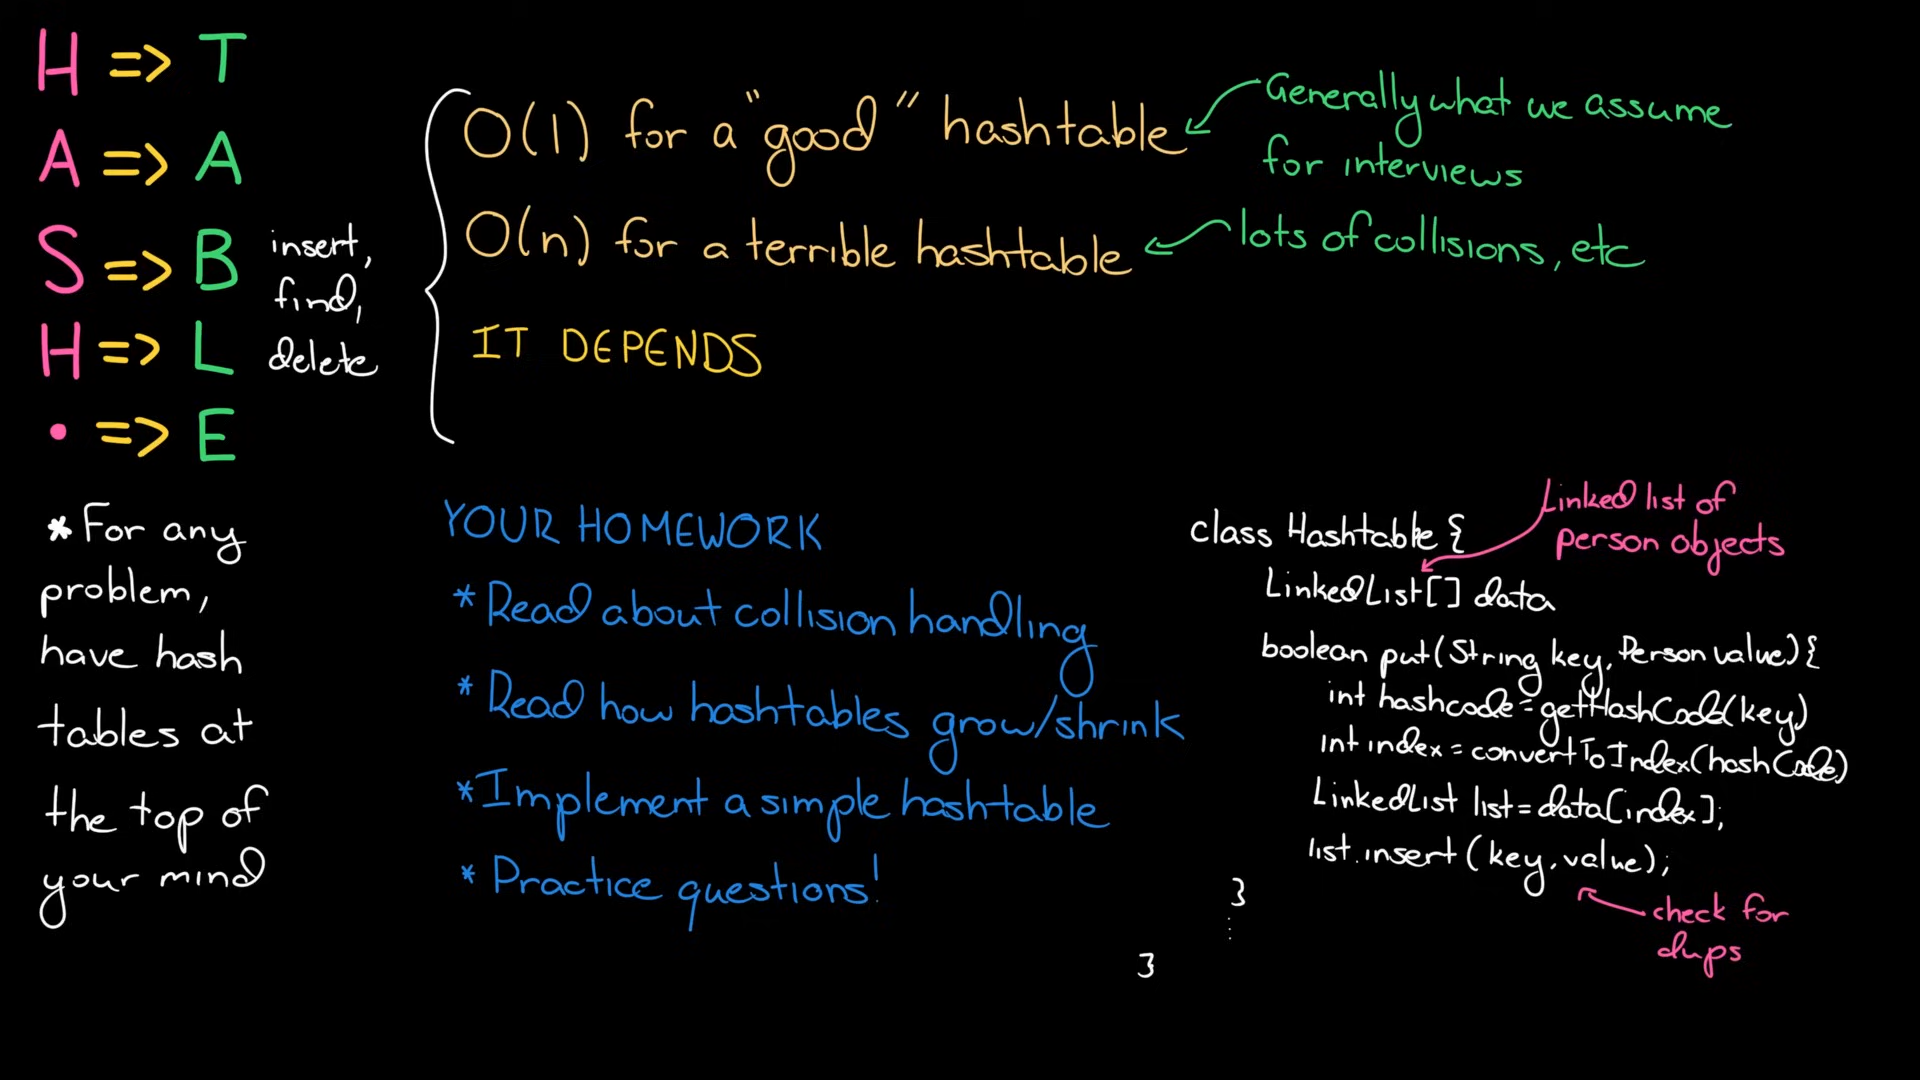 H => T
A => A
S => B
H => L
• => E
insert,
find,
delete
O(1) for a "good" hashtable
O(n) for a terrible hashtable
IT DEPENDS
Generally what we assume
for interviews
lots of collisions, etc
*For any
problem,
have hash
tables at
the top of
your mind
YOUR HOMEWORK
*Read about collision handling
*Read how hashtables grow/shrink
*Implement a simple hashtable
*Practice questions!
Linked list of
person objects
class Hashtable {
LinkedList[] data
boolean put(String key, Person value) {
int hashcode = getHashCode(key)
int index = convertToIndex(hashCode)
LinkedList list = data[index];
list.insert(key, value);
}
check for
dups
}